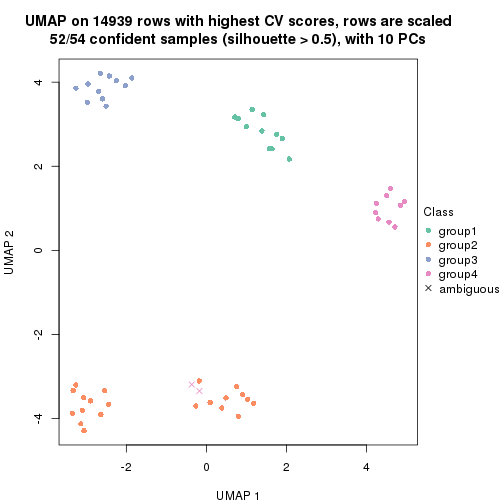 UMAP on 14939 rows with highest CV scores, rows are scaled
52/54 confident samples (silhouette > 0.5), with 10 PCs
4
2
0
-2
-4
UMAP 2
-2
0
2
4
UMAP 1
Class
group1
group2
group3
group4
ambiguous